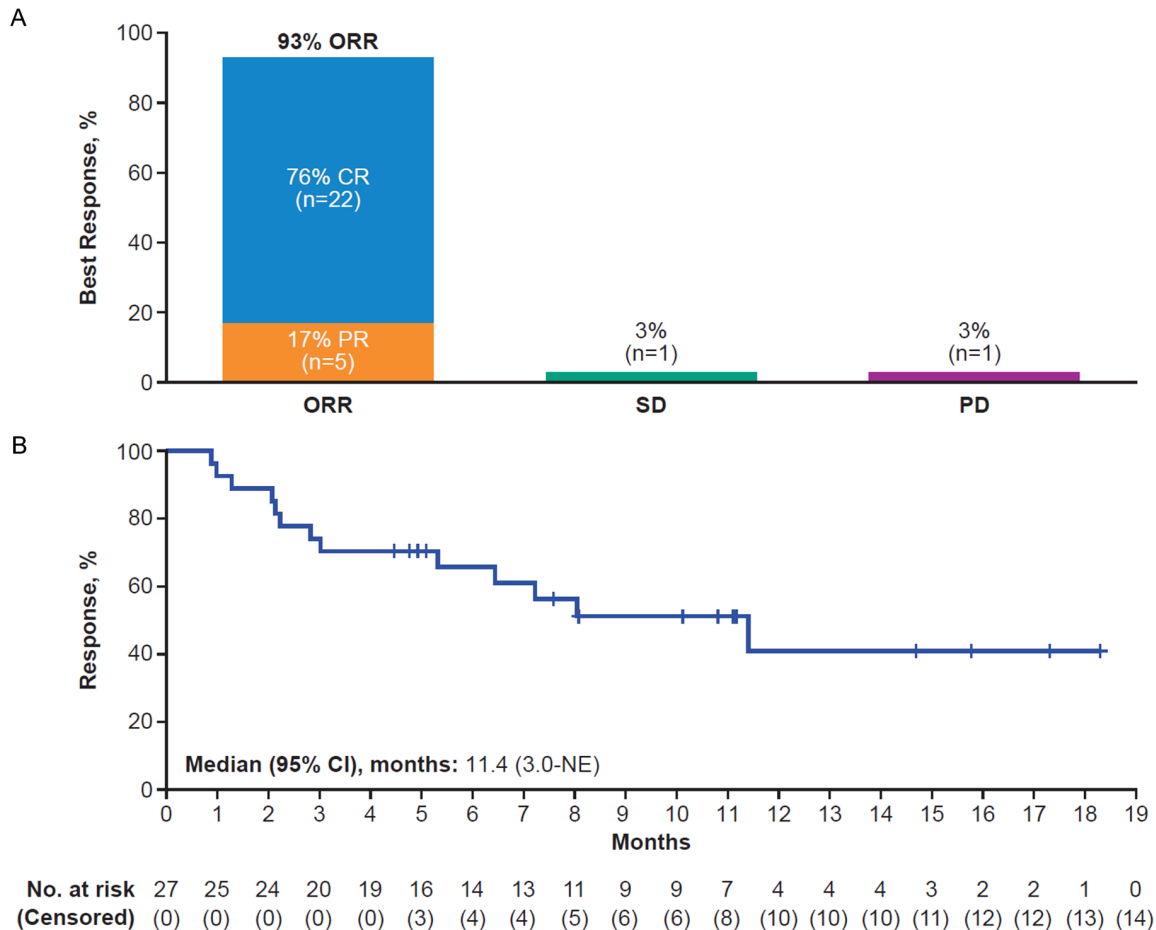 A
Best Response, %
100
80
60
40
20
0
93% ORR
76% CR
(n=22)
17% PR
(n=5)
3%
(n=1)
3%
(n=1)
ORR SD PD
B
Response, %
100
80
60
40
20
0
Median (95% CI), months: 11.4 (3.0-NE)
0 1 2 3 4 5 6 7 8 9 10 11 12 13 14 15 16 17 18 19
Months
No. at risk 27 25 24 20 19 16 14 13 11 9 9 7 4 4 4 3 2 2 1 0
(Censored) (0) (0) (0) (0) (0) (3) (4) (4) (5) (6) (6) (8) (10) (10) (10) (11) (12) (12) (13) (14)